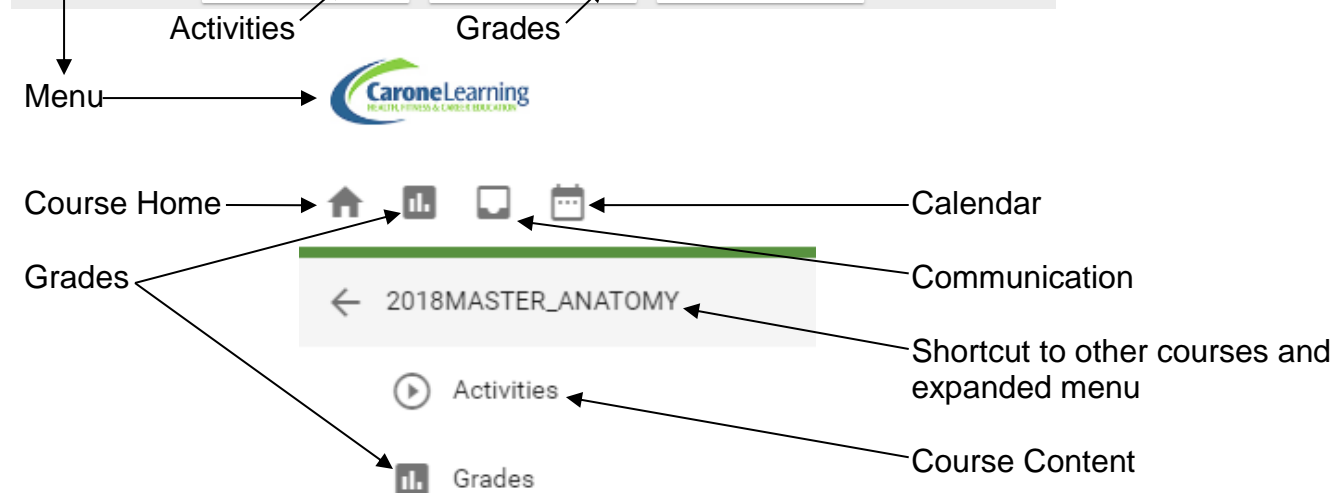 Activities Grades
Menu
CaroneLearning
HEALTH, FITNESS & CAREER EDUCATION
Course Home
Calendar
Grades
Communication
2018MASTER_ANATOMY
Shortcut to other courses and
expanded menu
Activities
Course Content
Grades